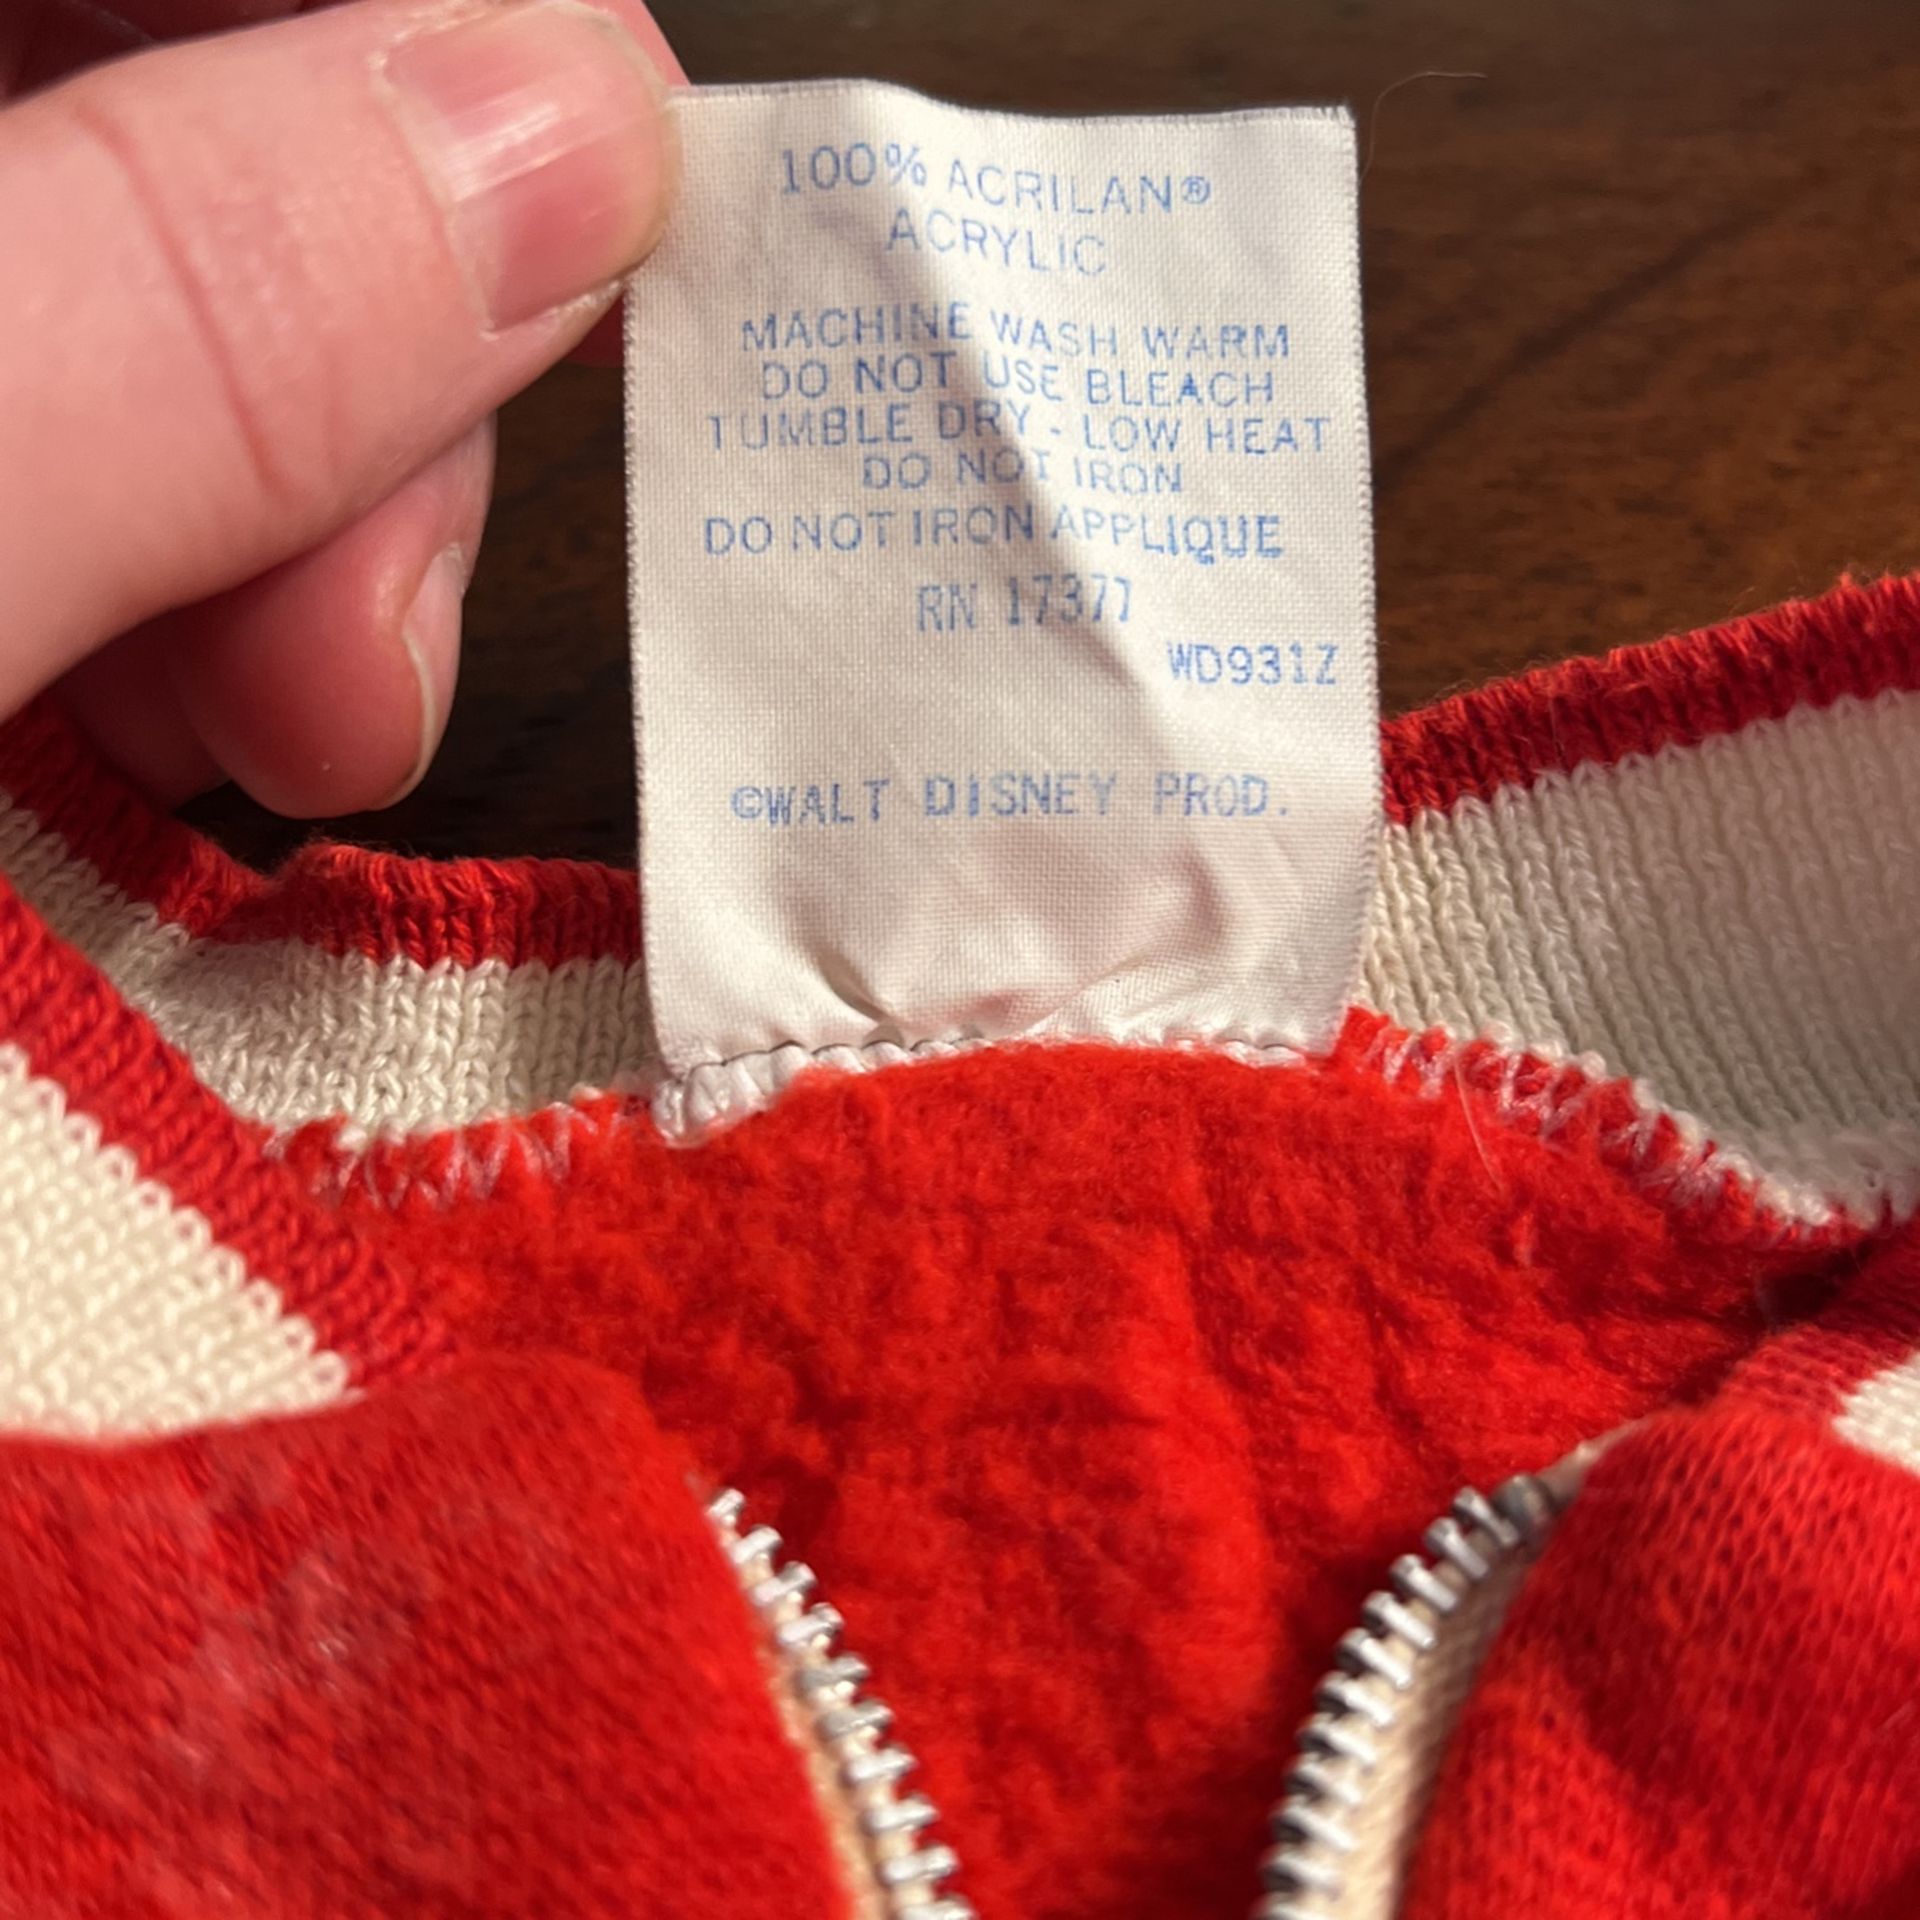 100% ACRILAN®
ACRYLIC
MACHINE WASH WARM
DO NOT USE BLEACH
TUMBLE DRY - LOW HEAT
DO NOT IRON
DO NOT IRON APPLIQUE
RN 17377
WD931Z
©WALT DISNEY PROD.